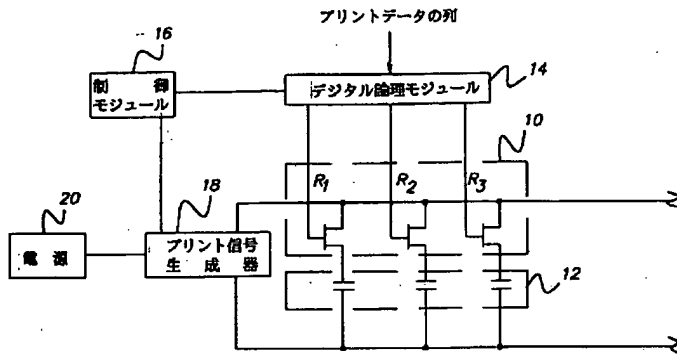 プリントデータの列
16
制御
モジュール
デジタル論理モジュール
14
10
R1
R2
R3
20
18
電源
プリント信号
生成器
12